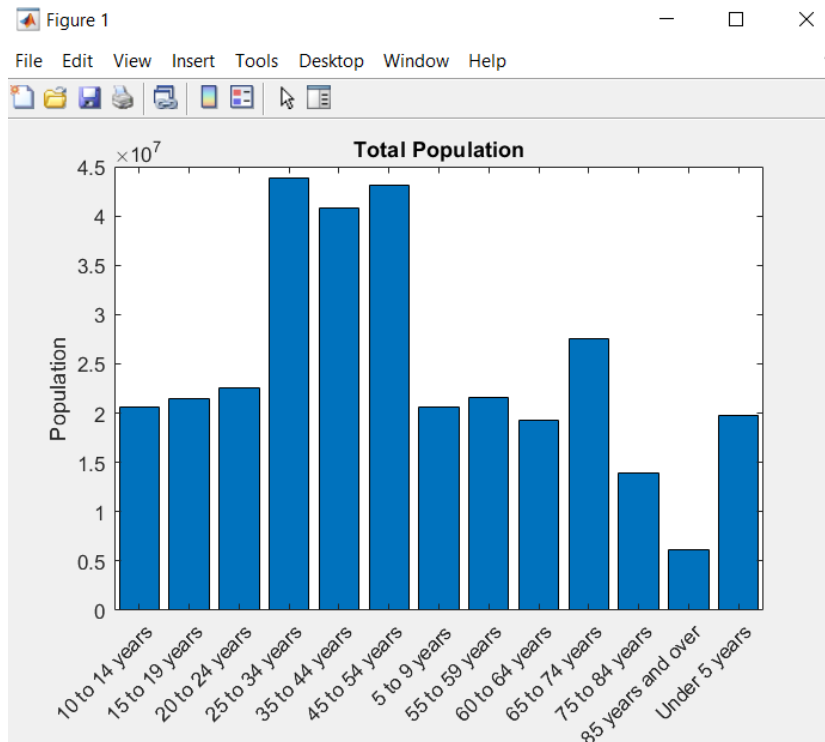 Figure 1
File Edit View Insert Tools Desktop Window Help
Total Population
×10⁷
4.5
4
3.5
3
2.5
2
1.5
1
0.5
0
Population
10 to 14 years
15 to 19 years
20 to 24 years
25 to 34 years
35 to 44 years
45 to 54 years
5 to 9 years
55 to 59 years
60 to 64 years
65 to 74 years
75 to 84 years
85 years and over
Under 5 years